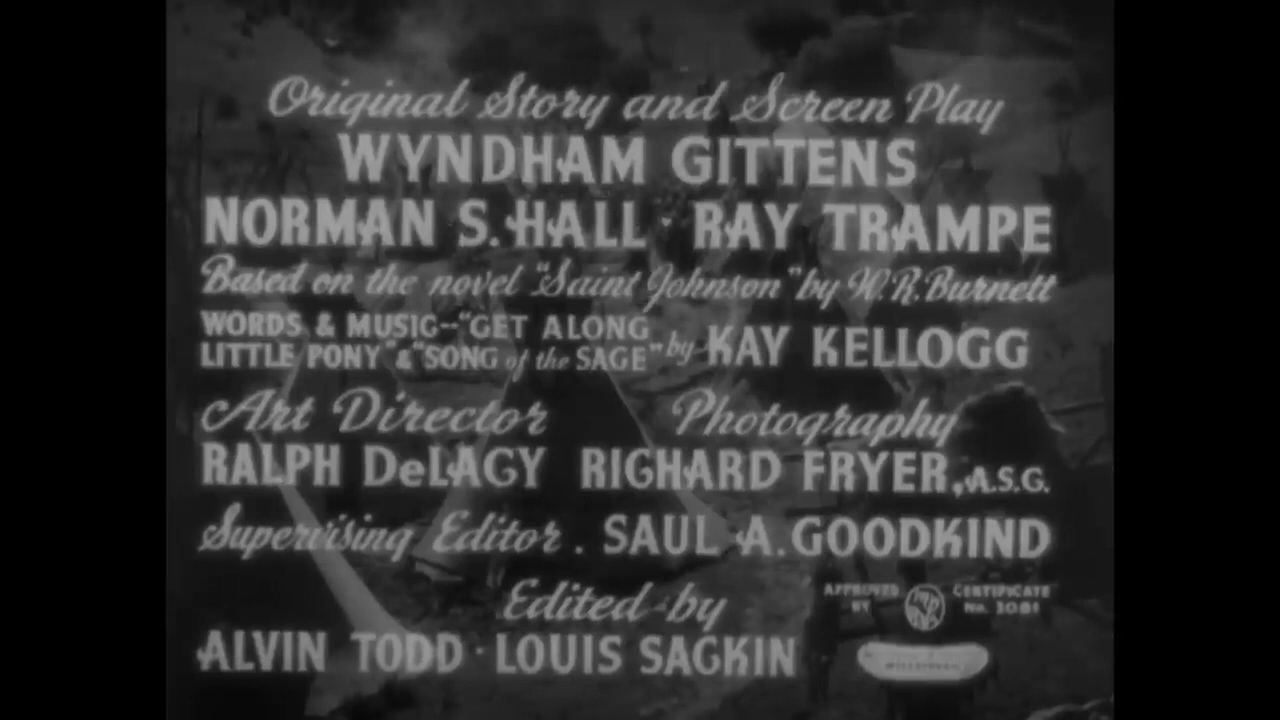 Original Story and Screen Play
WYNDHAM GITTENS
NORMAN S. HALL · RAY TRAMPE
Based on the novel "Saint Johnson" by W. R. Burnett
WORDS & MUSIC--"GET ALONG
LITTLE PONY" & "SONG of the SAGE" by KAY KELLOGG
Art Director Photography
RALPH DeLACY RICHARD FRYER, A.S.C.
Supervising Editor . SAUL A. GOODKIND
Edited by
ALVIN TODD · LOUIS SACKIN
APPROVED BY
CERTIFICATE No.